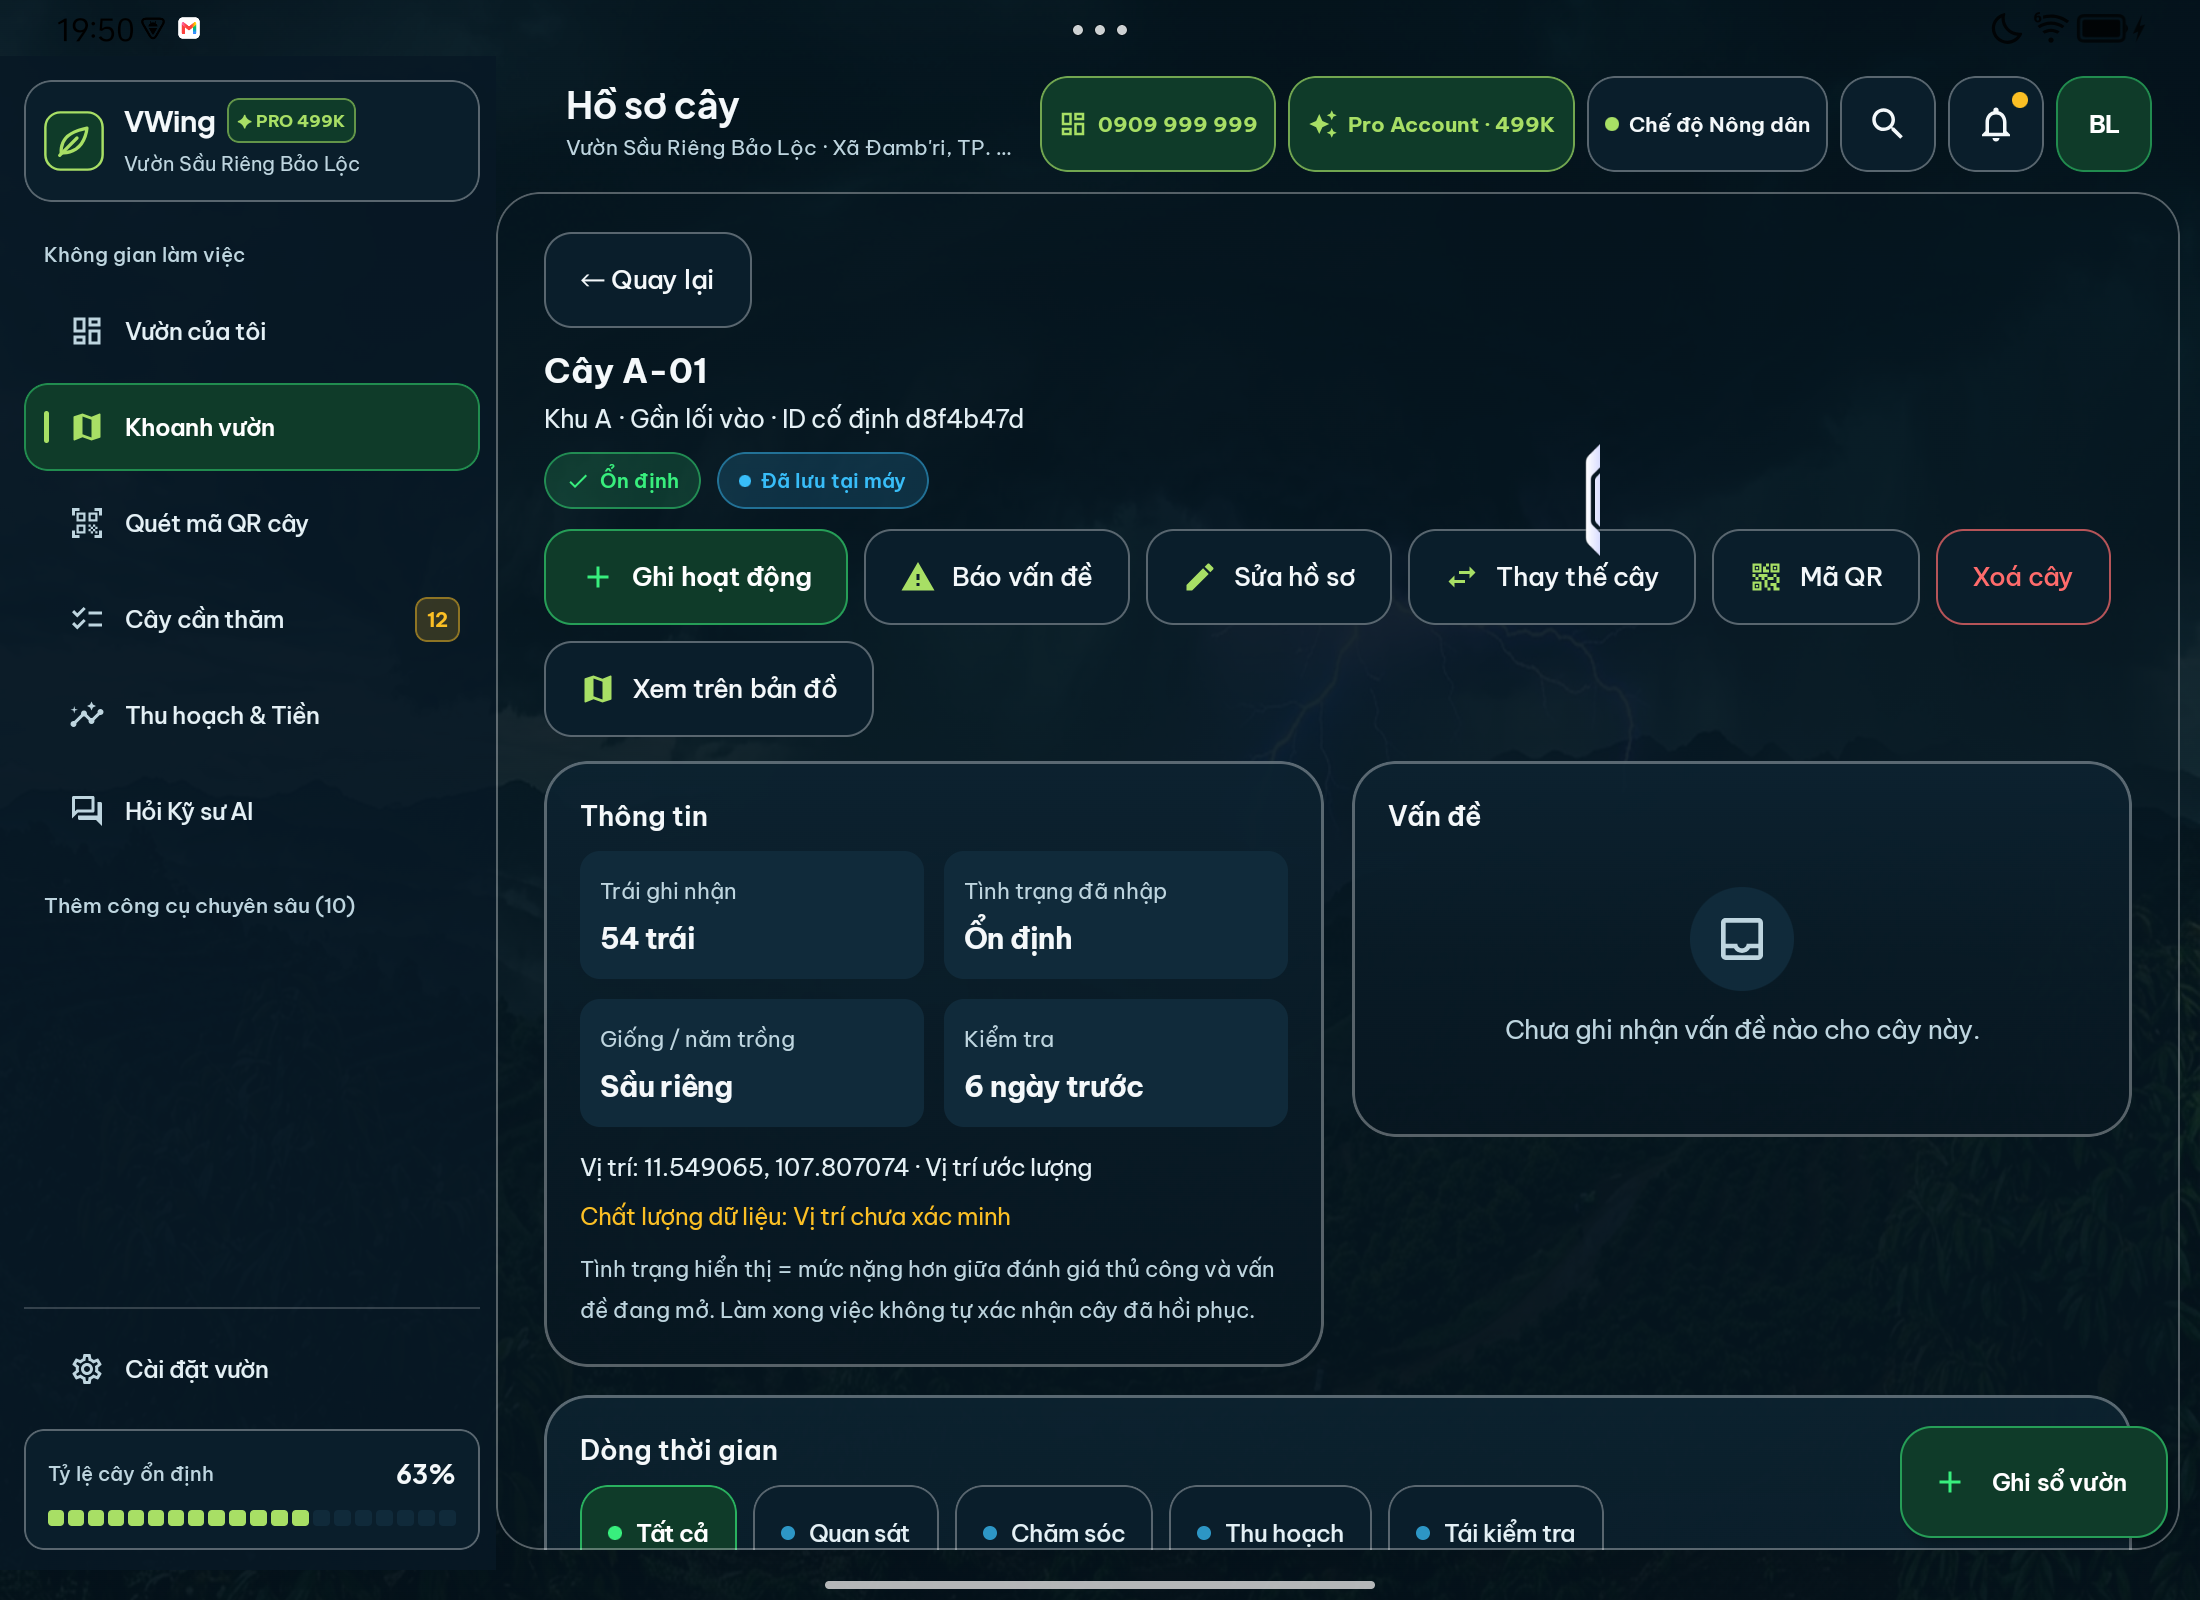 19:50
VWing
PRO 499K
Vườn Sầu Riêng Bảo Lộc
Không gian làm việc
Vườn của tôi
Khoanh vườn
Quét mã QR cây
Cây cần thăm
12
Thu hoạch & Tiền
Hỏi Kỹ sư AI
Thêm công cụ chuyên sâu (10)
Cài đặt vườn
Tỷ lệ cây ổn định
63%
Hồ sơ cây
Vườn Sầu Riêng Bảo Lộc · Xã Đamb'ri, TP. ...
0909 999 999
Pro Account · 499K
Chế độ Nông dân
BL
← Quay lại
Cây A-01
Khu A · Gần lối vào · ID cố định d8f4b47d
Ổn định
Đã lưu tại máy
Ghi hoạt động
Báo vấn đề
Sửa hồ sơ
Thay thế cây
Mã QR
Xoá cây
Xem trên bản đồ
Thông tin
Trái ghi nhận
54 trái
Tình trạng đã nhập
Ổn định
Giống / năm trồng
Sầu riêng
Kiểm tra
6 ngày trước
Vị trí: 11.549065, 107.807074 · Vị trí ước lượng
Chất lượng dữ liệu: Vị trí chưa xác minh
Tình trạng hiển thị = mức nặng hơn giữa đánh giá thủ công và vấn
đề đang mở. Làm xong việc không tự xác nhận cây đã hồi phục.
Vấn đề
Chưa ghi nhận vấn đề nào cho cây này.
Dòng thời gian
Tất cả
Quan sát
Chăm sóc
Thu hoạch
Tái kiểm tra
Ghi sổ vườn